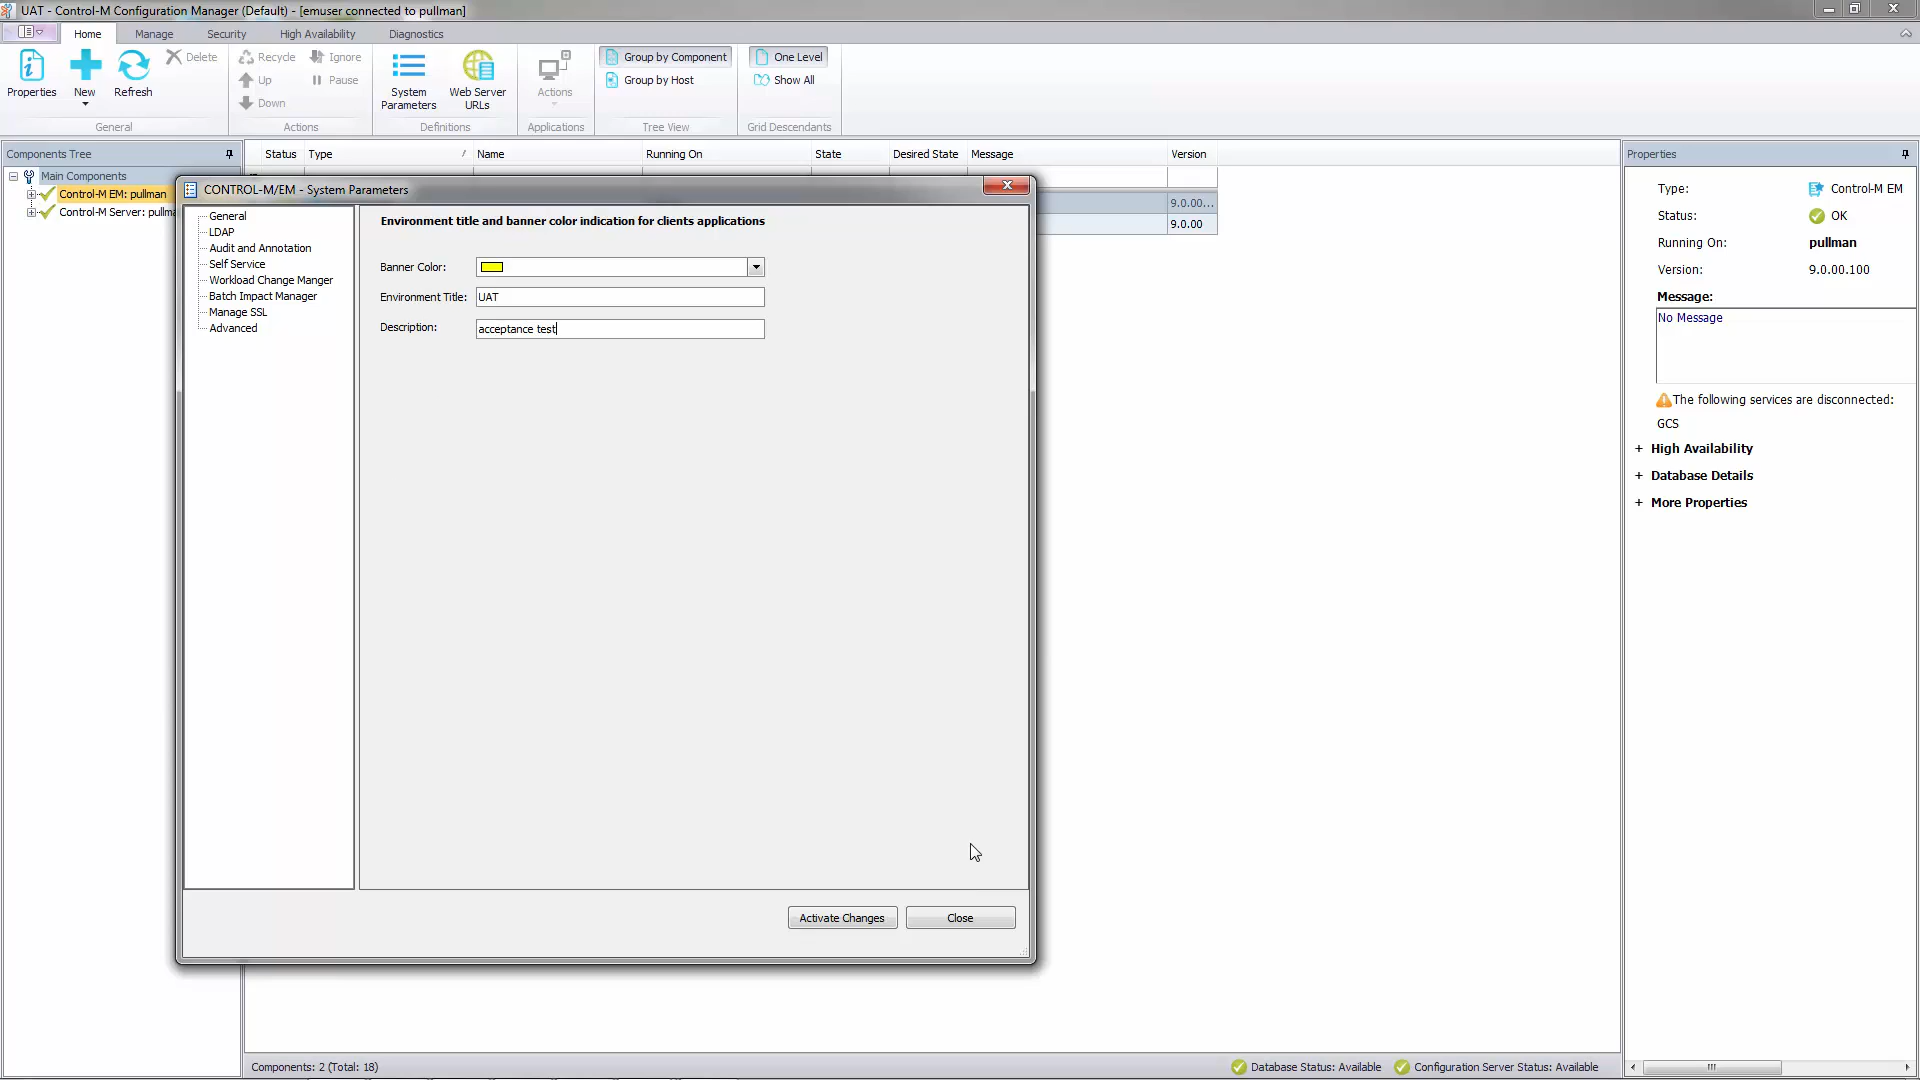 UAT - Control-M Configuration Manager (Default) - [emuser connected to pullman]
Home Manage Security High Availability Diagnostics
Properties New Refresh Delete
Recycle Ignore
Up Pause
Down
System Parameters
Web Server URLs
Actions
Group by Component
Group by Host
One Level
Show All
General Actions Definitions Applications Tree View Grid Descendants
Components Tree
Main Components
Control-M EM: pullman
Control-M Server: pullma
Status Type / Name Running On State Desired State Message Version
9.0.00...
9.0.00
CONTROL-M/EM - System Parameters
General
LDAP
Audit and Annotation
Self Service
Workload Change Manger
Batch Impact Manager
Manage SSL
Advanced
Environment title and banner color indication for clients applications
Banner Color:
Environment Title: UAT
Description: acceptance test
Activate Changes Close
Properties
Type: Control-M EM
Status: OK
Running On: pullman
Version: 9.0.00.100
Message:
No Message
The following services are disconnected:
GCS
+ High Availability
+ Database Details
+ More Properties
Components: 2 (Total: 18)
Database Status: Available Configuration Server Status: Available